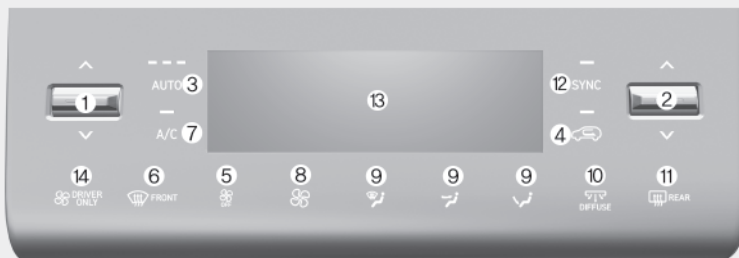 AUTO ③ ⑫ SYNC
① ⑬ ②
A/C ⑦ ④
⑭ ⑥ ⑤ ⑧ ⑨ ⑨ ⑨ ⑩ ⑪
DRIVER ONLY FRONT OFF DIFFUSE REAR